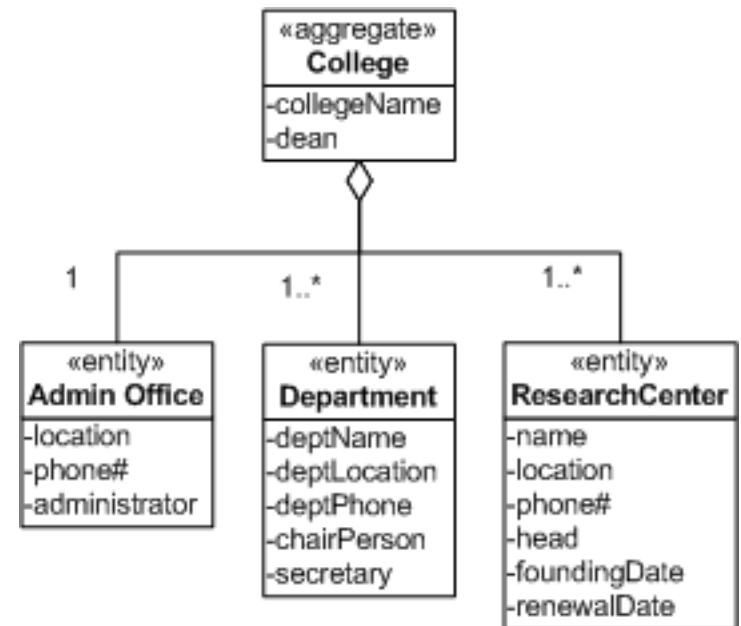 «aggregate»
College
-collegeName
-dean
1
1..*
1..*
«entity»
Admin Office
-location
-phone#
-administrator
«entity»
Department
-deptName
-deptLocation
-deptPhone
-chairPerson
-secretary
«entity»
ResearchCenter
-name
-location
-phone#
-head
-foundingDate
-renewalDate